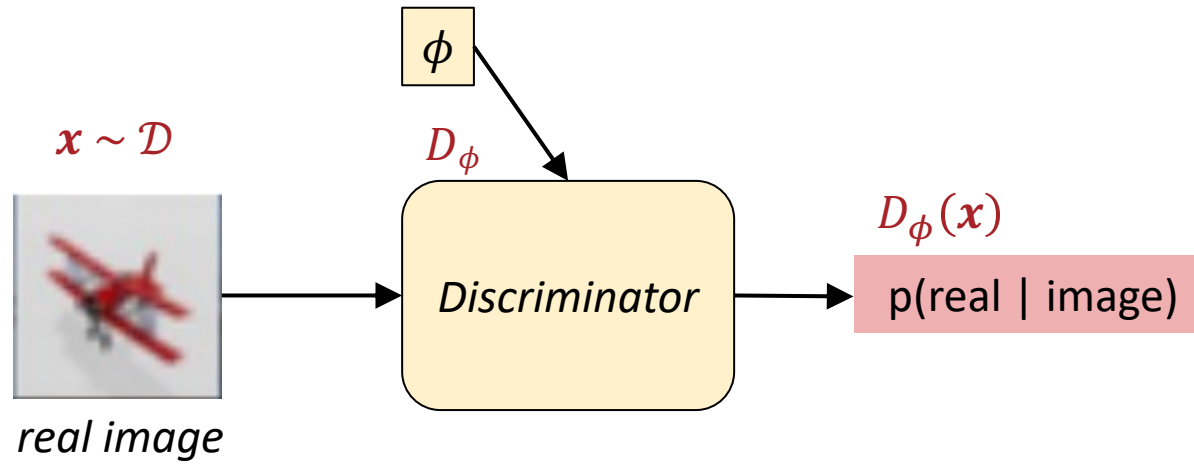 ϕ
x ~ 𝒟
D_ϕ
D_ϕ(x)
Discriminator
p(real | image)
real image